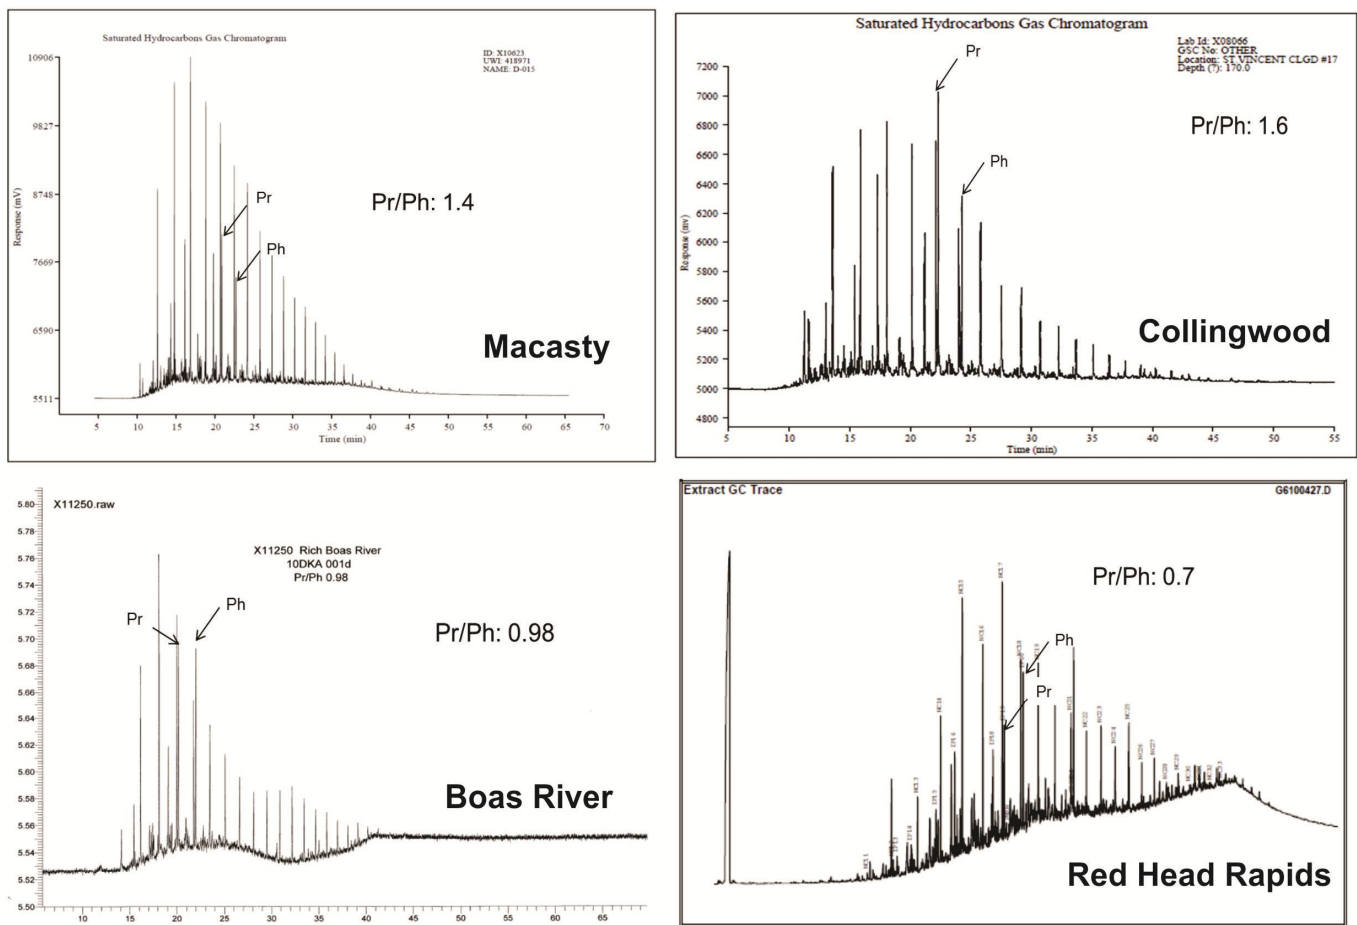 Saturated Hydrocarbons Gas Chromatogram
ID: X10623
UWI: 418971
NAME: D-015
10906
9827
8748
7669
6590
5511
Response (mV)
Pr
Ph
Pr/Ph: 1.4
Macasty
5 10 15 20 25 30 35 40 45 50 55 60 65 70
Time (min)
Saturated Hydrocarbons Gas Chromatogram
Lab Id: X08066
GSC No: OTHER
Location: ST VINCENT CLGD #17
Depth (?): 170.0
7200
7000
6800
6600
6400
6200
6000
5800
5600
5400
5200
5000
4800
Response (mv)
Pr
Ph
Pr/Ph: 1.6
Collingwood
5 10 15 20 25 30 35 40 45 50 55
Time (min)
X11250.raw
X11250 Rich Boas River
10DKA 001d
Pr/Ph 0.98
5.80
5.76
5.74
5.72
5.70
5.68
5.66
5.64
5.62
5.60
5.58
5.56
5.54
5.52
5.50
Pr
Ph
Pr/Ph: 0.98
Boas River
10 15 20 25 30 35 40 45 50 55 60 65
Extract GC Trace
G6100427.D
Pr/Ph: 0.7
Ph
Pr
Red Head Rapids